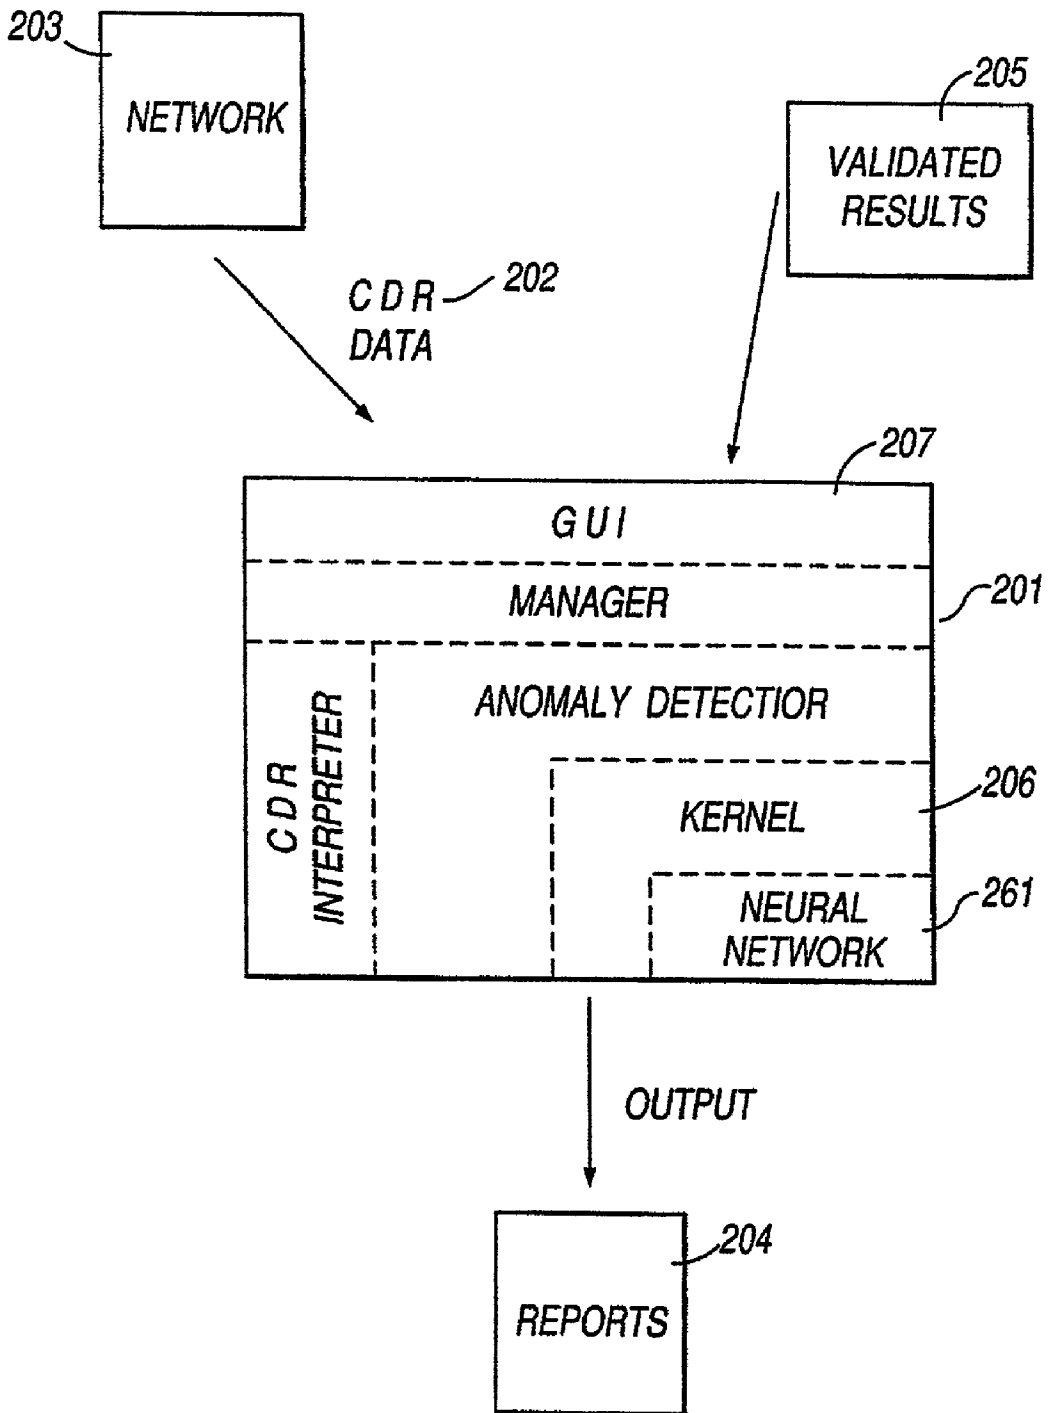 203
NETWORK
205
VALIDATED
RESULTS
CDR
DATA
202
207
GUI
MANAGER
201
ANOMALY DETECTIOR
CDR
INTERPRETER
KERNEL
206
NEURAL
NETWORK
261
OUTPUT
204
REPORTS